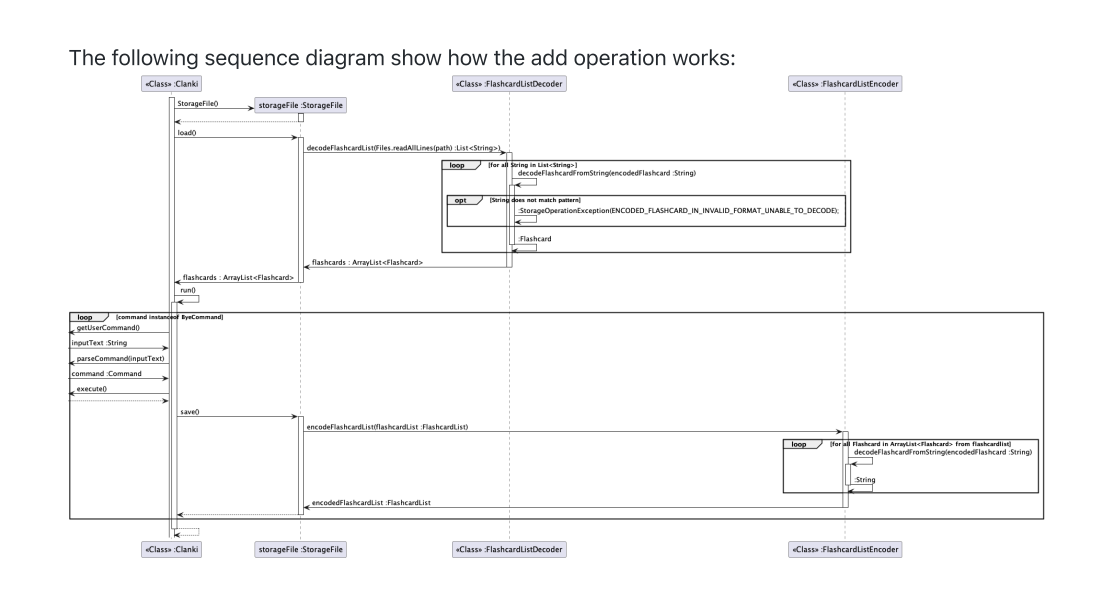 The following sequence diagram show how the add operation works:
«Class» :Clanki
«Class» :FlashcardListDecoder
«Class» :FlashcardListEncoder
StorageFile()
storageFile :StorageFile
load()
decodeFlashcardList(Files.readAllLines(path) :List<String>)
loop [for all String in List<String>]
decodeFlashcardFromString(encodedFlashcard :String)
opt [String does not match pattern]
:StorageOperationException(ENCODED_FLASHCARD_IN_INVALID_FORMAT_UNABLE_TO_DECODE);
:Flashcard
flashcards : ArrayList<Flashcard>
flashcards : ArrayList<Flashcard>
run()
loop [command instanceof ByeCommand]
getUserCommand()
inputText :String
parseCommand(inputText)
command :Command
execute()
save()
encodeFlashcardList(flashcardList :FlashcardList)
loop [for all Flashcard in ArrayList<Flashcard> from flashcardlist]
decodeFlashcardFromString(encodedFlashcard :String)
:String
encodedFlashcardList :FlashcardList
«Class» :Clanki
storageFile :StorageFile
«Class» :FlashcardListDecoder
«Class» :FlashcardListEncoder